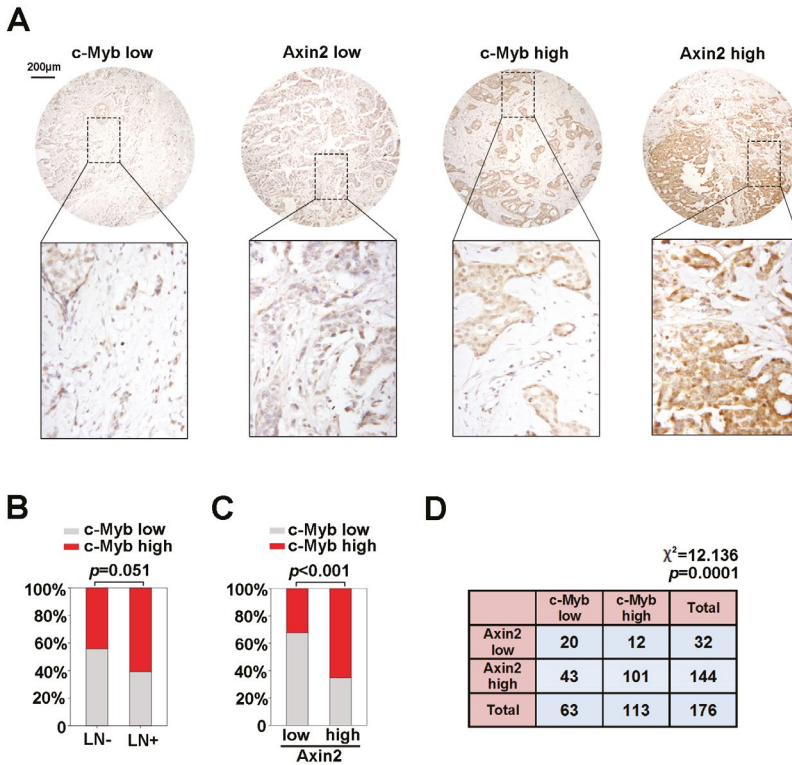 A
c-Myb low
Axin2 low
c-Myb high
Axin2 high
200µm
B
c-Myb low
c-Myb high
p=0.051
100%
80%
60%
40%
20%
0
LN-
LN+
C
c-Myb low
c-Myb high
p<0.001
100%
80%
60%
40%
20%
0
low
high
Axin2
D
χ²=12.136
p=0.0001
c-Myb low
c-Myb high
Total
Axin2 low
20
12
32
Axin2 high
43
101
144
Total
63
113
176